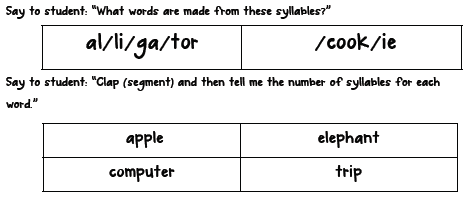 Say to student: "What words are made from these syllables?"
al/li/ga/tor /cook/ie
Say to student: "Clap (segment) and then tell me the number of syllables for each
word."
apple elephant
computer trip